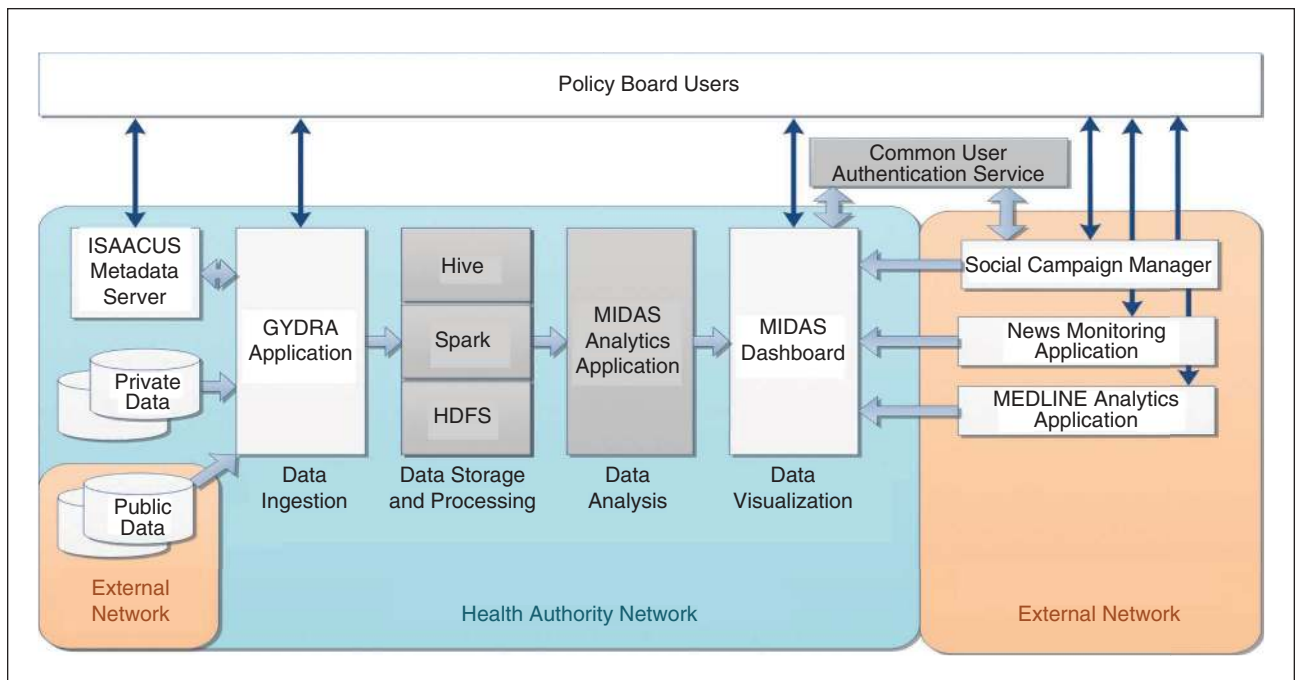 Policy Board Users
Common User
Authentication Service
ISAACUS
Metadata
Server
Private
Data
Public
Data
External
Network
GYDRA
Application
Data
Ingestion
Hive
Spark
HDFS
Data Storage
and Processing
MIDAS
Analytics
Application
Data
Analysis
MIDAS
Dashboard
Data
Visualization
Health Authority Network
Social Campaign Manager
News Monitoring
Application
MEDLINE Analytics
Application
External Network